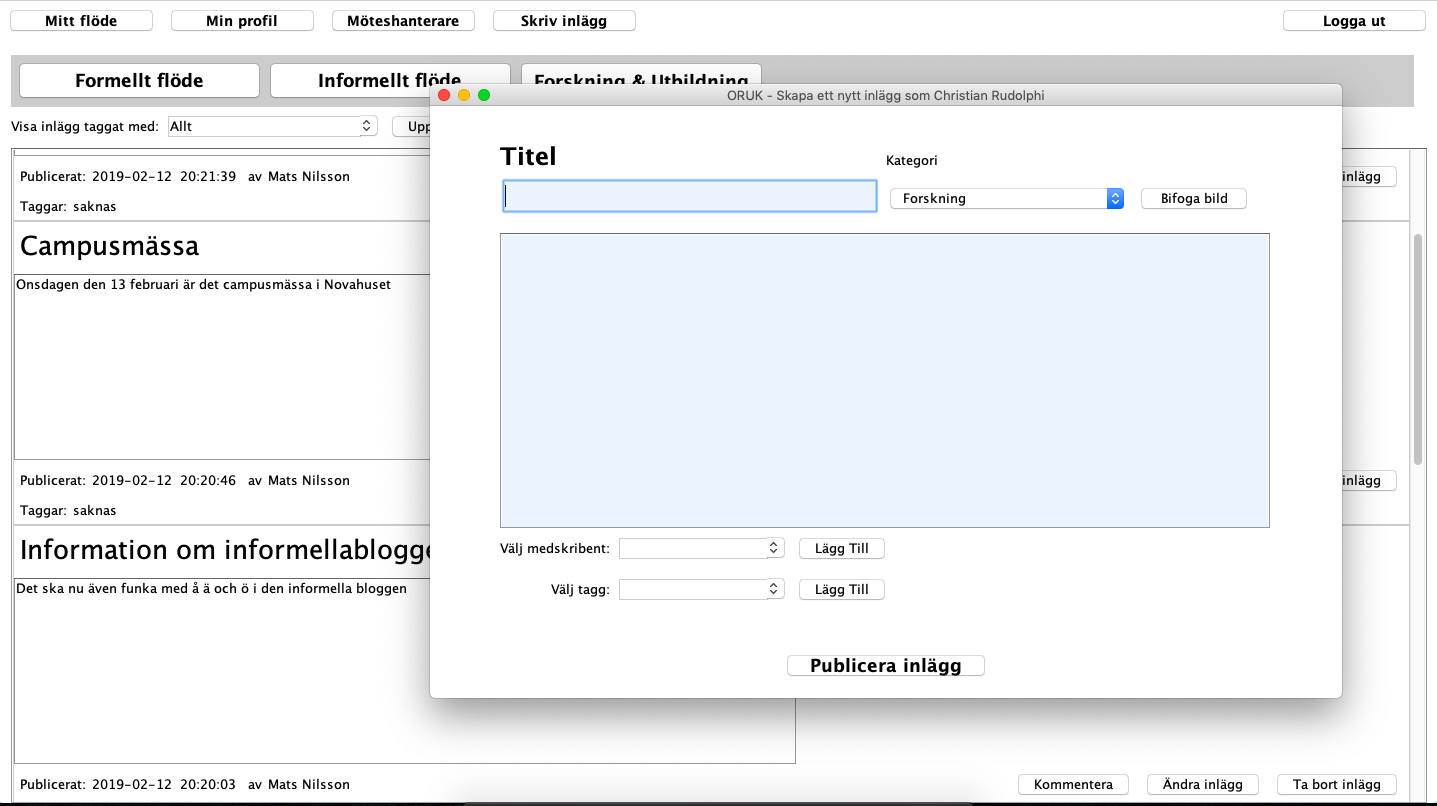 Mitt flöde Min profil Möteshanterare Skriv inlägg Logga ut
Formellt flöde Informellt flöde Forskning & Utbildning
ORUK - Skapa ett nytt inlägg som Christian Rudolphi
Visa inlägg taggat med: Allt Upp
Titel
Kategori
Publicerat: 2019-02-12 20:21:39 av Mats Nilsson inlägg
Forskning Bifoga bild
Taggar: saknas
Campusmässa
Onsdagen den 13 februari är det campusmässa i Novahuset
Publicerat: 2019-02-12 20:20:46 av Mats Nilsson inlägg
Taggar: saknas
Välj medskribent: Lägg Till
Information om informellablogge
Det ska nu även funka med å ä och ö i den informella bloggen
Välj tagg: Lägg Till
Publicera inlägg
Publicerat: 2019-02-12 20:20:03 av Mats Nilsson Kommentera Ändra inlägg Ta bort inlägg